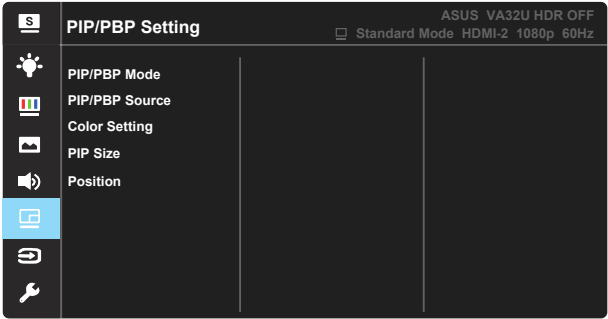 S
PIP/PBP Setting
ASUS VA32U HDR OFF
Standard Mode HDMI-2 1080p 60Hz
PIP/PBP Mode
PIP/PBP Source
Color Setting
PIP Size
Position